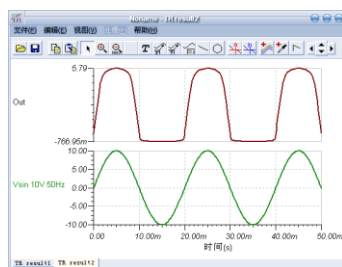 Noname - TR result2
文件(F) 编辑(E) 视图(V) 帮助(H)
T
5.79
Out
-766.95m
10.00
Vsin 10V 50Hz
5.00
0.00
-5.00
-10.00
0.00 10.00m 20.00m 30.00m 40.00m 50.00m
时间(s)
TR result1 TR result2